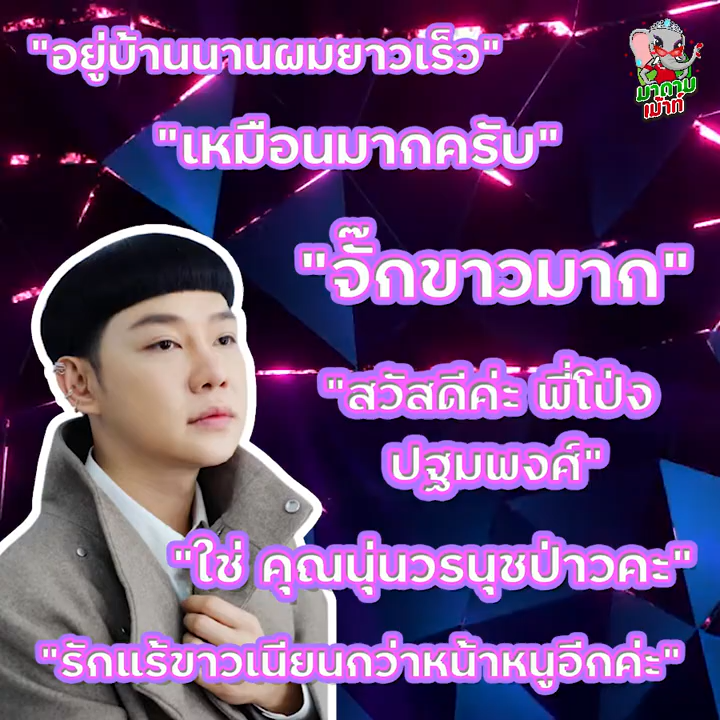 "อยู่บ้านนานผมยาวเร็ว"
มาดาม
เม้าท์
"เหมือนมากครับ"
"จั๊กขาวมาก"
"สวัสดีค่ะ พี่โป่ง
ปฐมพงศ์"
"ใช่ คุณนุ่นวรนุชป่าวคะ"
"รักแร้ขาวเนียนกว่าหน้าหนูอีกค่ะ"